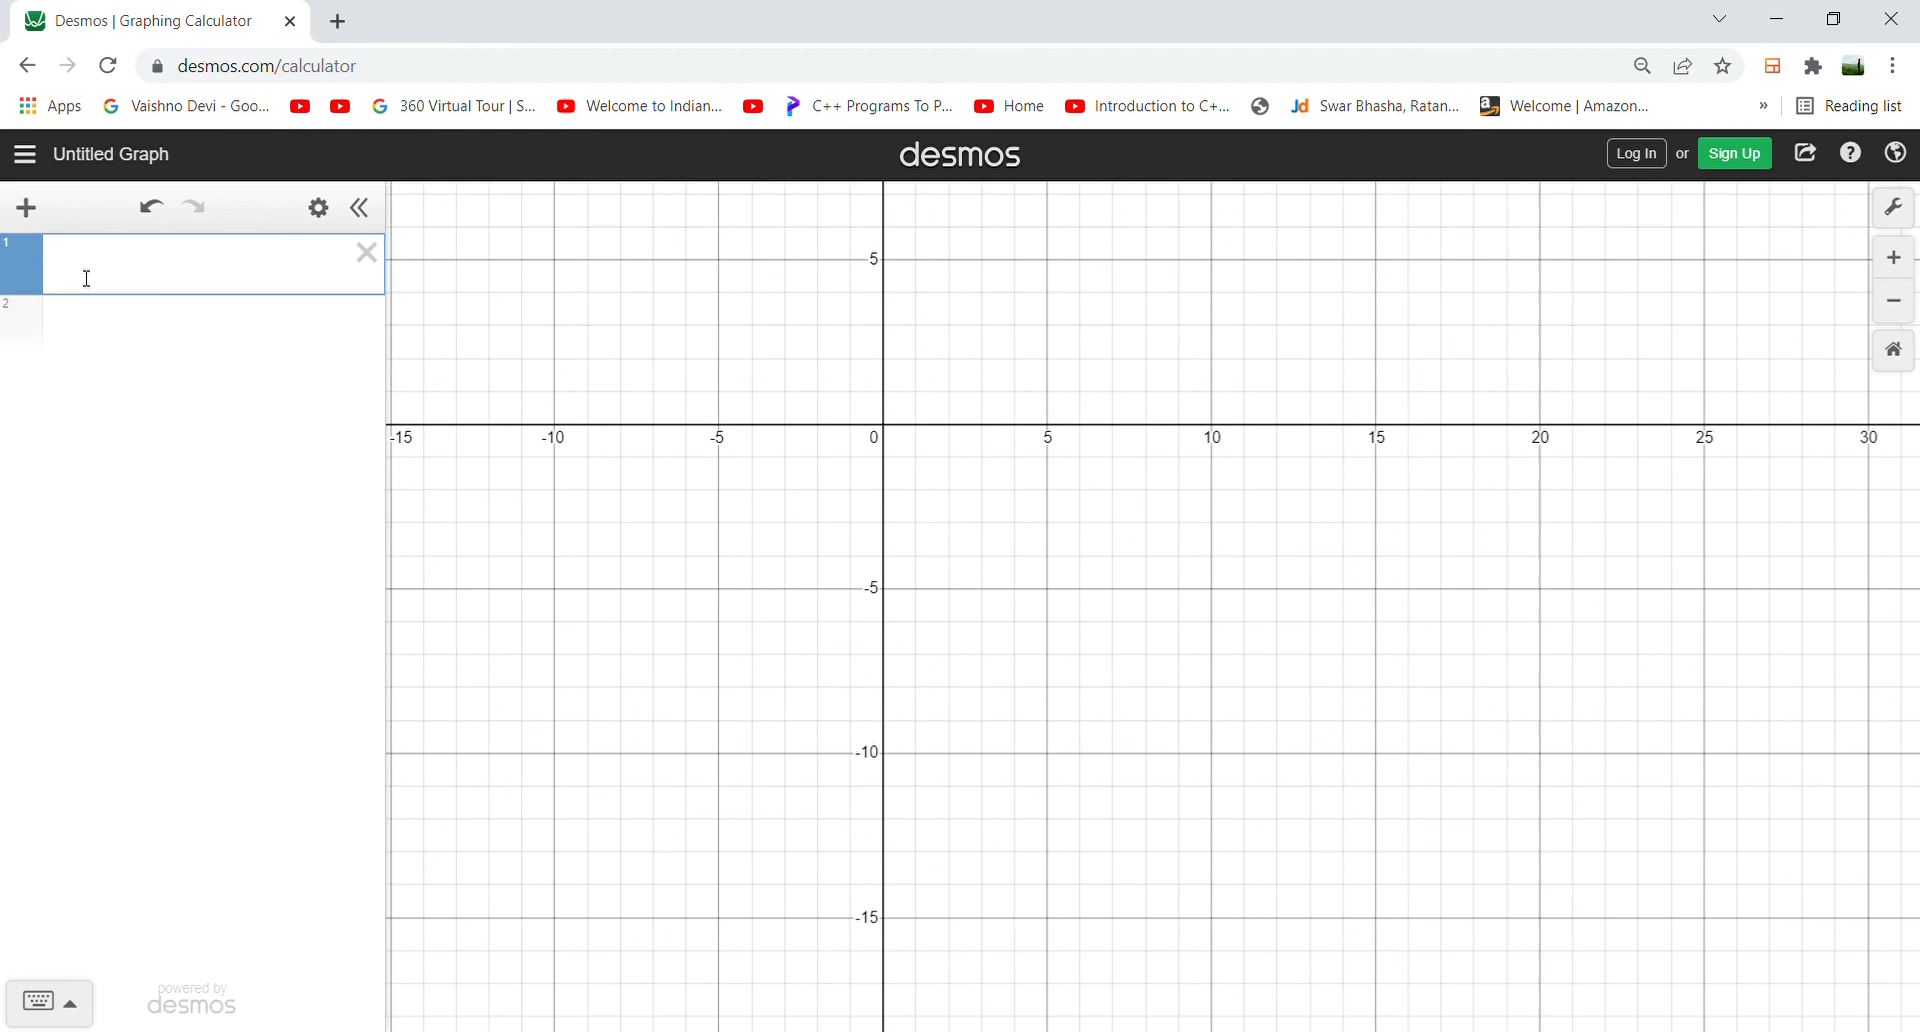 Desmos | Graphing Calculator
desmos.com/calculator
Apps Vaishno Devi - Goo... 360 Virtual Tour | S... Welcome to Indian... C++ Programs To P... Home Introduction to C+... Jd Swar Bhasha, Ratan... a Welcome | Amazon... » Reading list
Untitled Graph desmos Log In or Sign Up
1
2
5
-15 -10 -5 0 5 10 15 20 25 30
-5
-10
-15
powered by
desmos